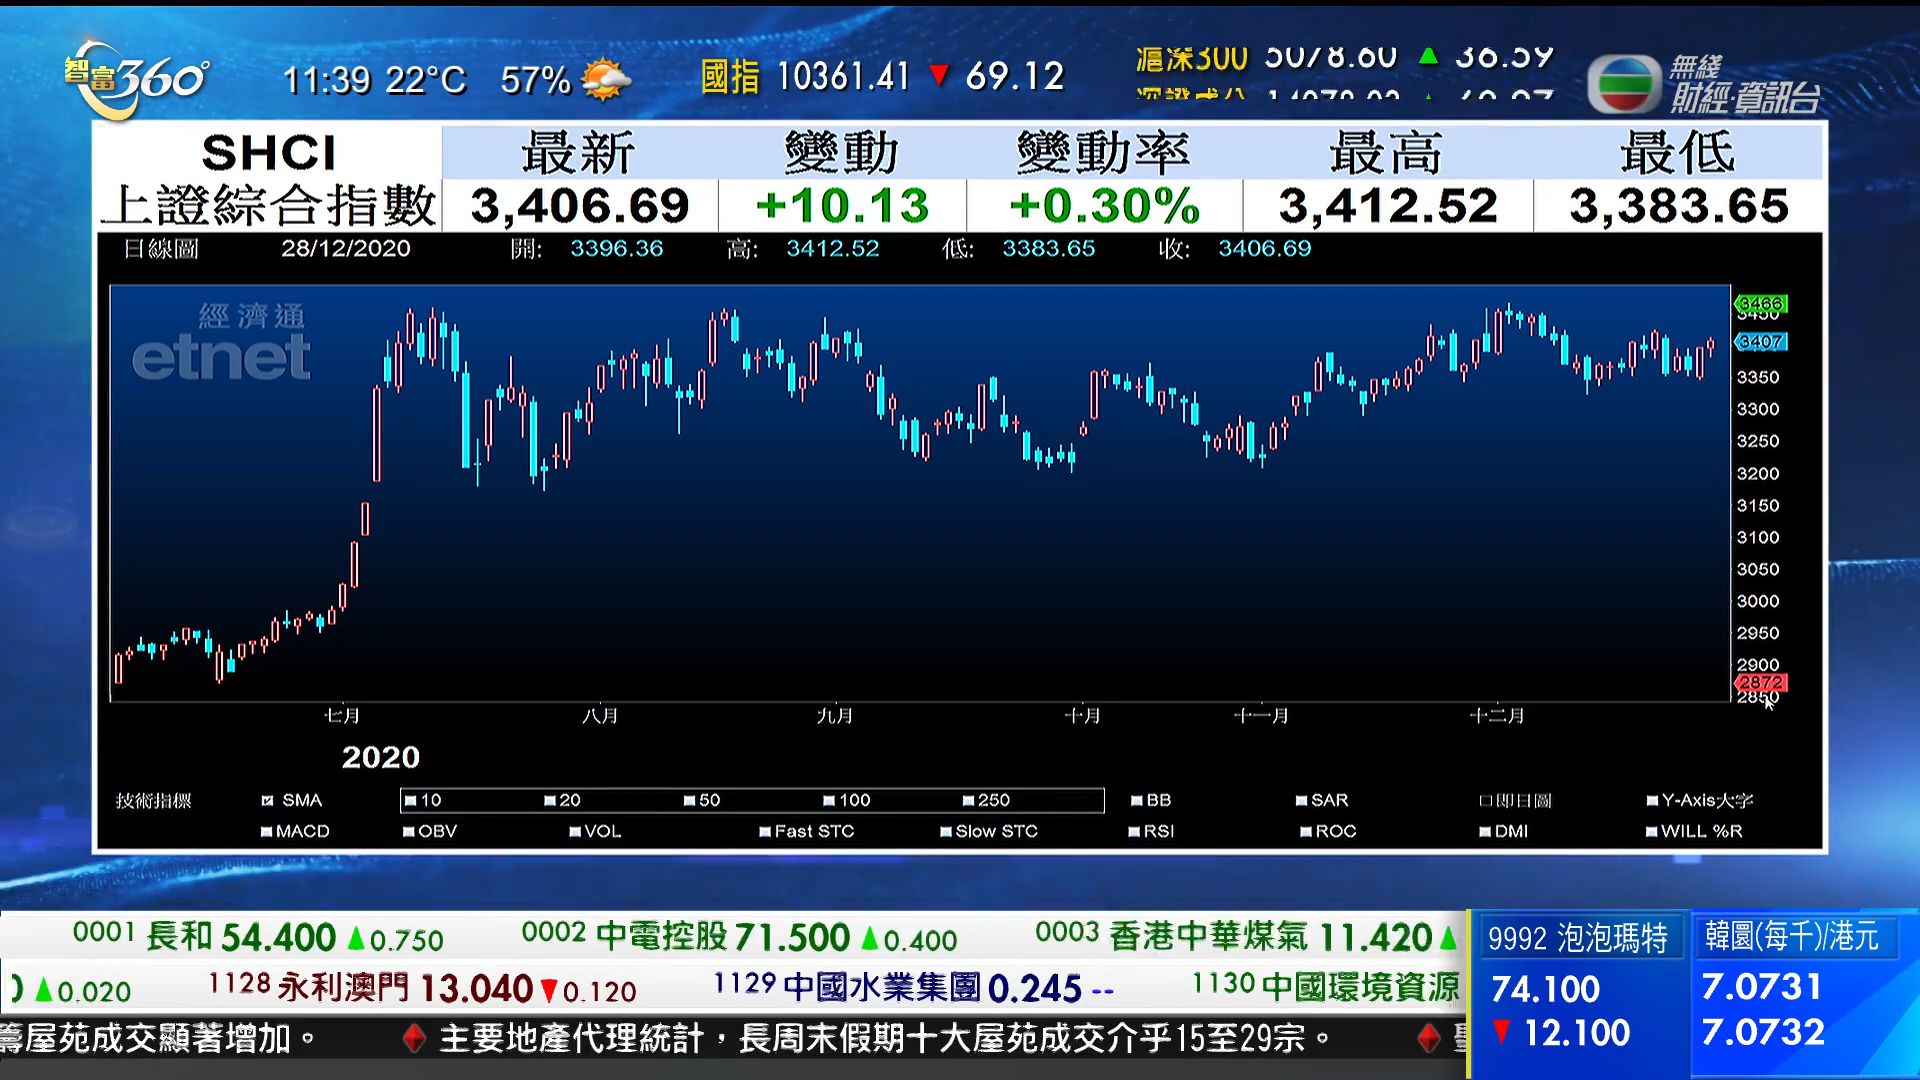 智富360°
11:39 22°C 57%
國指 10361.41 ▼ 69.12
滬深300 5078.60 ▲ 36.59
無綫
財經·資訊台
SHCI 最新 變動 變動率 最高 最低
上證綜合指數 3,406.69 +10.13 +0.30% 3,412.52 3,383.65
日線圖 28/12/2020 開: 3396.36 高: 3412.52 低: 3383.65 收: 3406.69
經濟通
etnet
3466
3450
3407
3350
3300
3250
3200
3150
3100
3050
3000
2950
2900
2872
2850
七月 八月 九月 十月 十一月 十二月
2020
技術指標 SMA 10 20 50 100 250 BB SAR 即日圖 Y-Axis大字
MACD OBV VOL Fast STC Slow STC RSI ROC DMI WILL %R
0001 長和 54.400 ▲0.750 0002 中電控股 71.500 ▲0.400 0003 香港中華煤氣 11.420 ▲
▲0.020 1128 永利澳門 13.040 ▼0.120 1129 中國水業集團 0.245 -- 1130 中國環境資源
屋苑成交顯著增加。 主要地產代理統計，長周末假期十大屋苑成交介乎15至29宗。
9992 泡泡瑪特
74.100
▼ 12.100
韓圜(每千)/港元
7.0731
7.0732